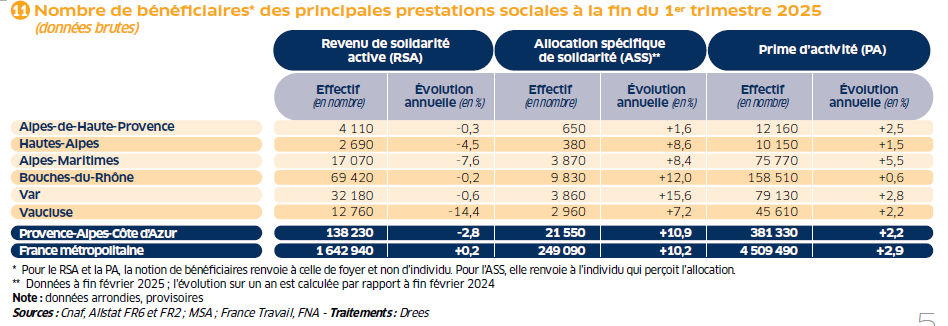 11 Nombre de bénéficiaires* des principales prestations sociales à la fin du 1er trimestre 2025
(données brutes)
Revenu de solidarité active (RSA) Allocation spécifique de solidarité (ASS)** Prime d'activité (PA)
Effectif (en nombre) Évolution annuelle (en %) Effectif (en nombre) Évolution annuelle (en %) Effectif (en nombre) Évolution annuelle (en %)
Alpes-de-Haute-Provence 4 110 -0,3 650 +1,6 12 160 +2,5
Hautes-Alpes 2 690 -4,5 380 +8,6 10 150 +1,5
Alpes-Maritimes 17 070 -7,6 3 870 +8,4 75 770 +5,5
Bouches-du-Rhône 69 420 -0,2 9 830 +12,0 158 510 +0,6
Var 32 180 -0,6 3 860 +15,6 79 130 +2,8
Vaucluse 12 760 -14,4 2 960 +7,2 45 610 +2,2
Provence-Alpes-Côte d'Azur 138 230 -2,8 21 550 +10,9 381 330 +2,2
France métropolitaine 1 642 940 +0,2 249 090 +10,2 4 509 490 +2,9
* Pour le RSA et la PA, la notion de bénéficiaires renvoie à celle de foyer et non d'individu. Pour l'ASS, elle renvoie à l'individu qui perçoit l'allocation.
** Données à fin février 2025 ; l'évolution sur un an est calculée par rapport à fin février 2024
Note : données arrondies, provisoires
Sources : Cnaf, Allstat FR6 et FR2 ; MSA ; France Travail, FNA - Traitements : Drees